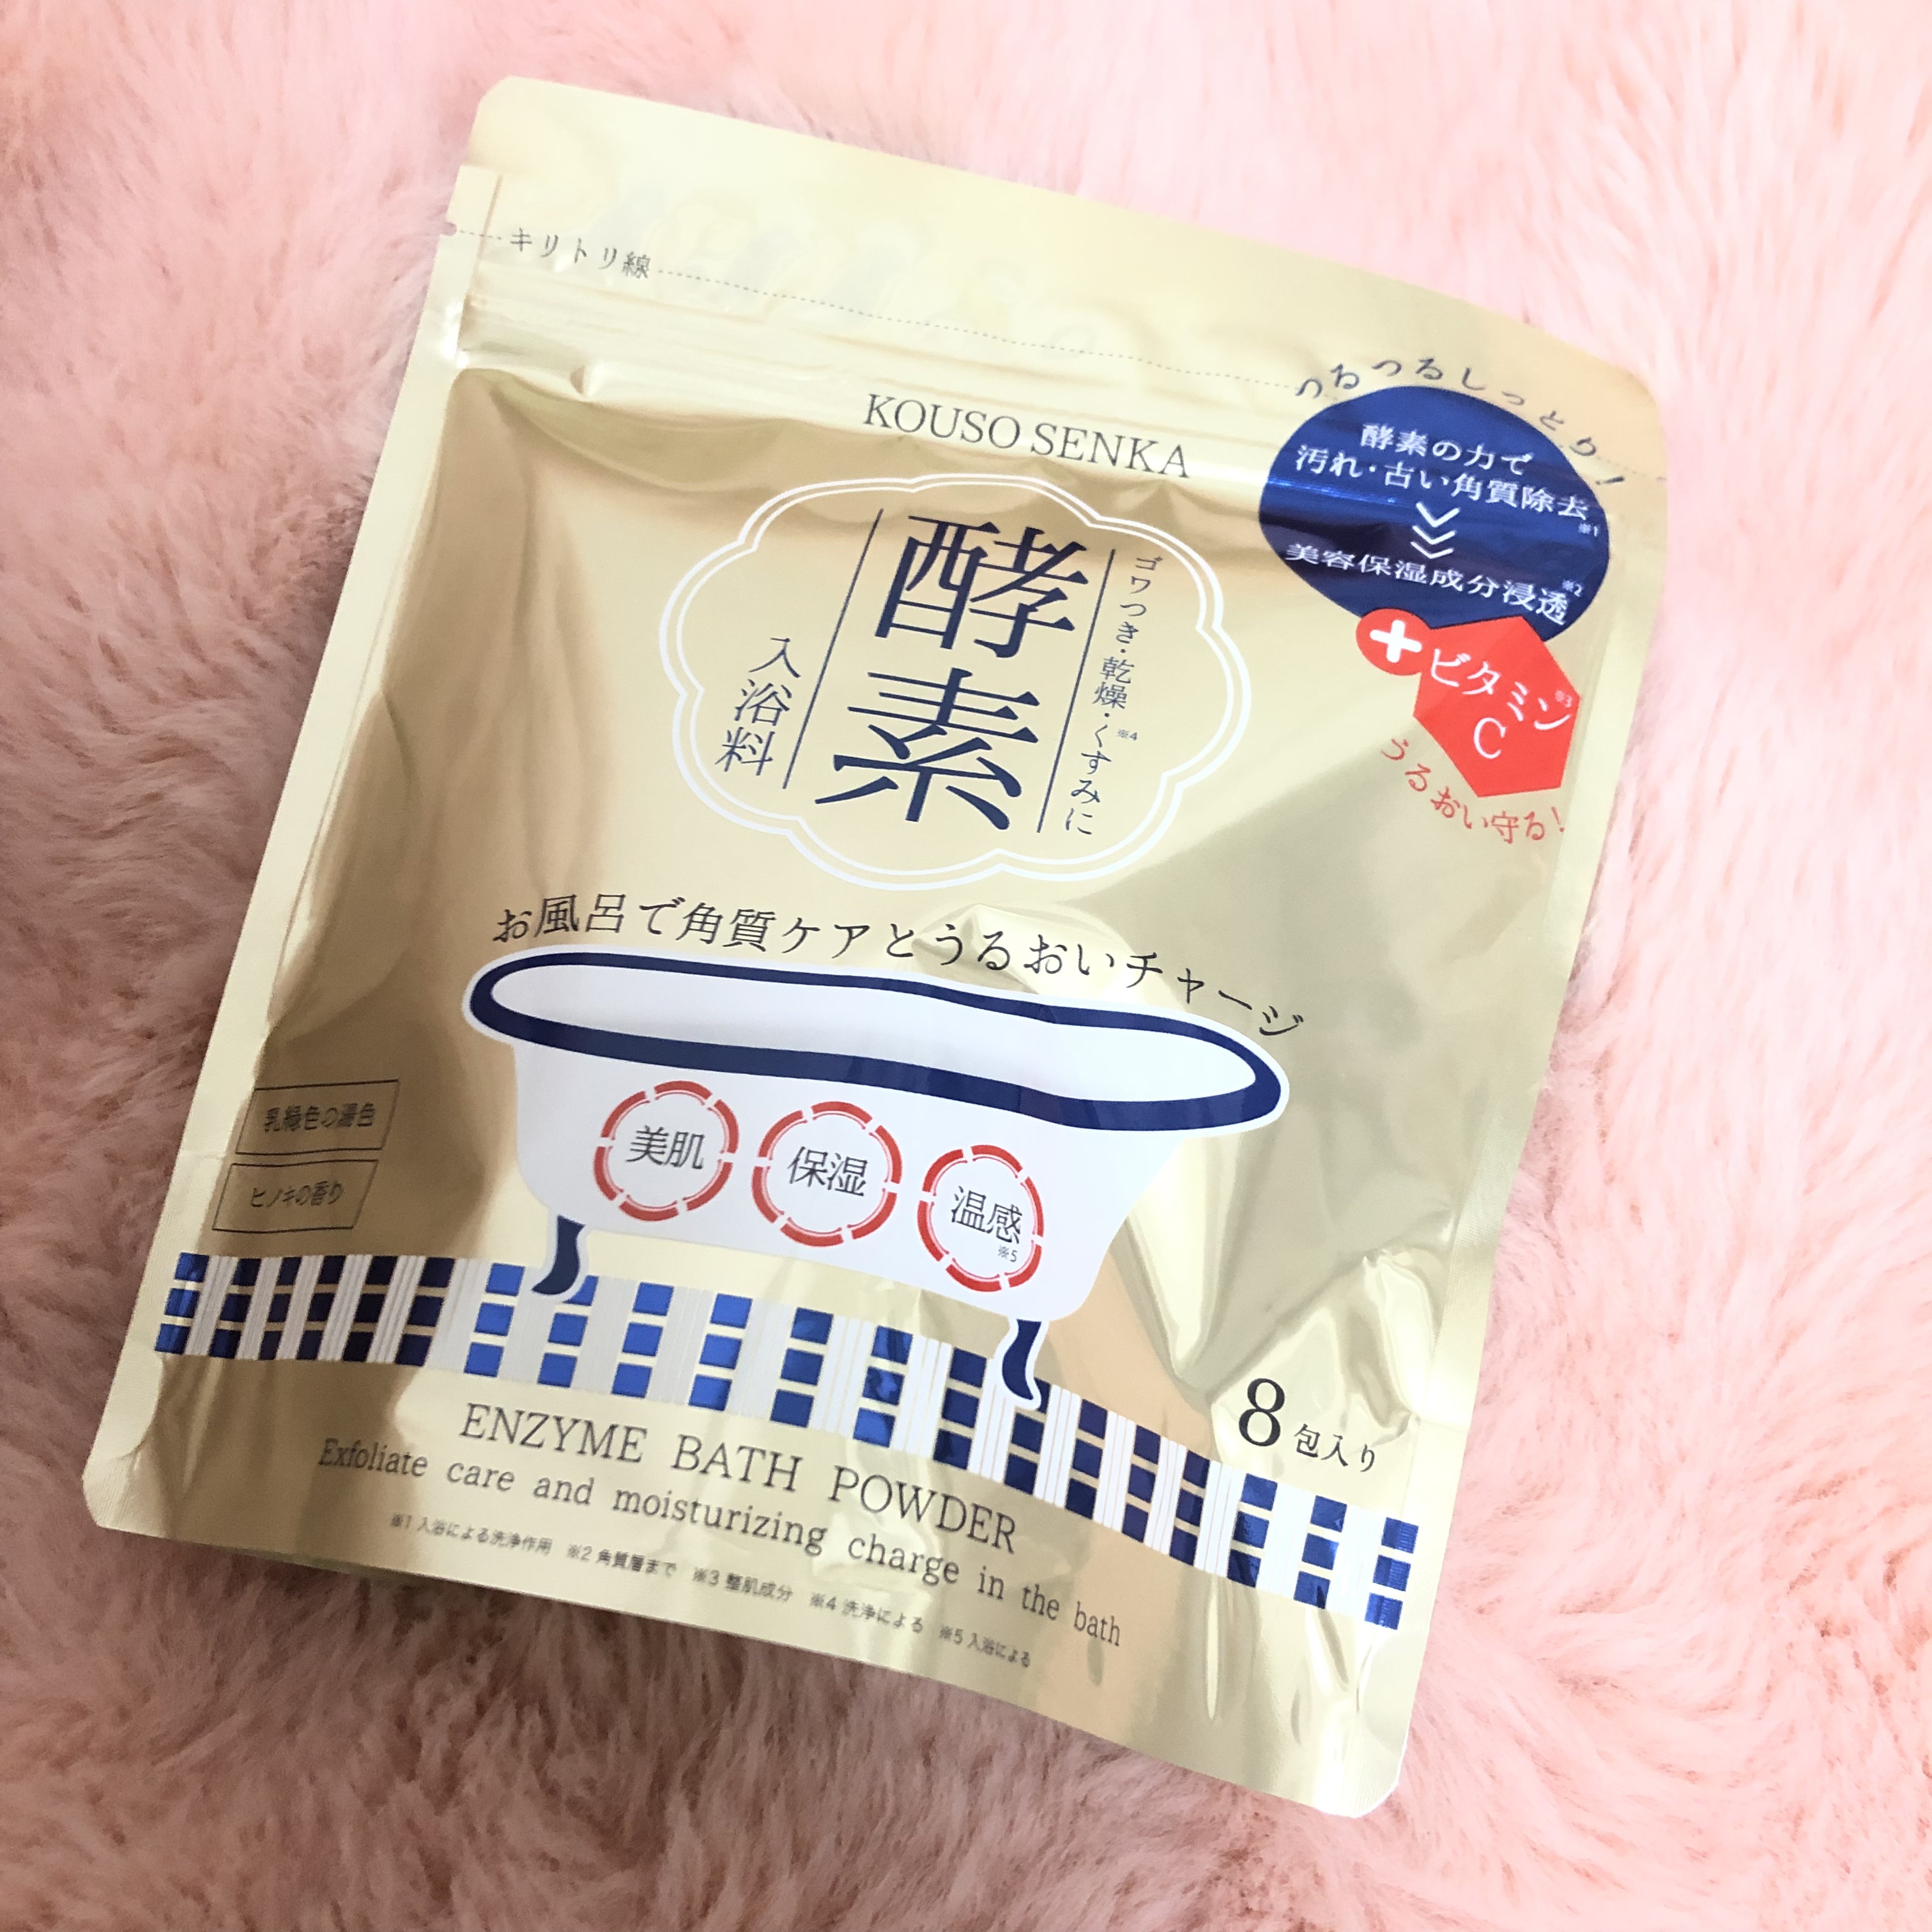 キリトリ線
KOUSO SENKA
つるつるしっとり!
酵素の力で
汚れ・古い角質除去※1
美容保湿成分浸透※2
+ビタミン※3
C
うるおい守る!
ゴワつき・乾燥・くすみに※4
酵素
入浴料
お風呂で角質ケアとうるおいチャージ
美肌
保湿
温感※5
乳緑色の湯色
ヒノキの香り
8包入り
ENZYME BATH POWDER
Exfoliate care and moisturizing charge in the bath
※1 入浴による洗浄作用 ※2 角質層まで ※3 整肌成分 ※4 洗浄による ※5 入浴による